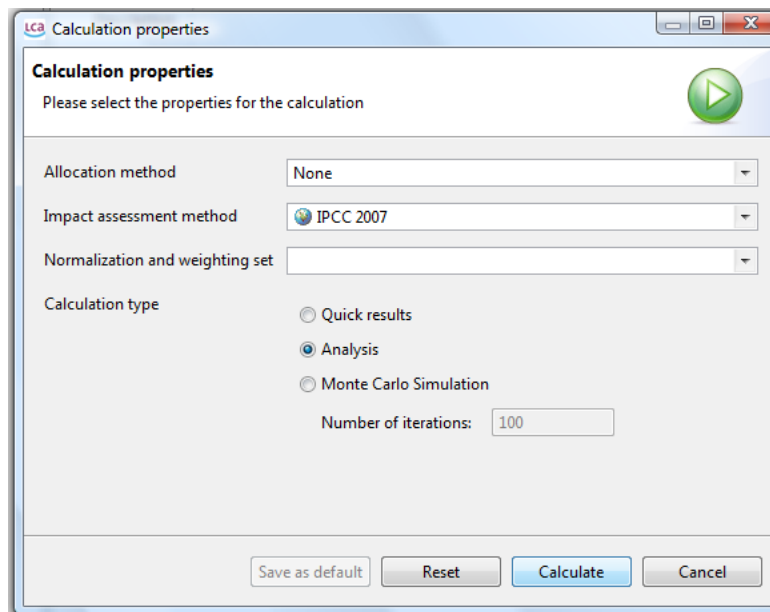 LCA Calculation properties
Calculation properties
Please select the properties for the calculation
Allocation method None
Impact assessment method IPCC 2007
Normalization and weighting set
Calculation type
Quick results
Analysis
Monte Carlo Simulation
Number of iterations: 100
Save as default Reset Calculate Cancel